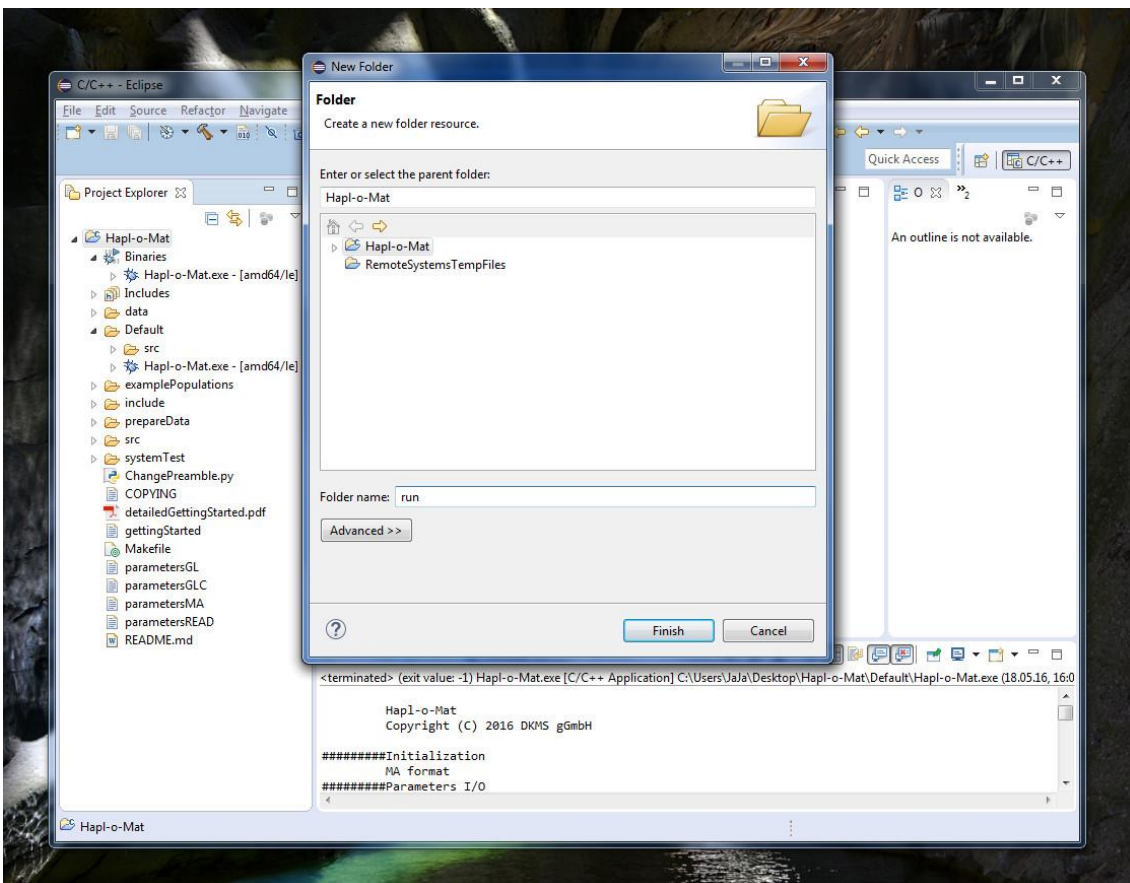 New Folder
Folder
Create a new folder resource.
Enter or select the parent folder:
Hapl-o-Mat
Hapl-o-Mat
RemoteSystemsTempFiles
Folder name: run
Advanced >>
Finish Cancel
C/C++ - Eclipse
File Edit Source Refactor Navigate
Quick Access C/C++
Project Explorer
Hapl-o-Mat
Binaries
Hapl-o-Mat.exe - [amd64/le]
Includes
data
Default
src
Hapl-o-Mat.exe - [amd64/le]
examplePopulations
include
prepareData
src
systemTest
ChangePreamble.py
COPYING
detailedGettingStarted.pdf
gettingStarted
Makefile
parametersGL
parametersGLC
parametersMA
parametersREAD
README.md
O »2
An outline is not available.
<terminated> (exit value: -1) Hapl-o-Mat.exe [C/C++ Application] C:\Users\JaJa\Desktop\Hapl-o-Mat\Default\Hapl-o-Mat.exe (18.05.16, 16:0
Hapl-o-Mat
Copyright (C) 2016 DKMS gGmbH
#########Initialization
MA format
#########Parameters I/O
Hapl-o-Mat